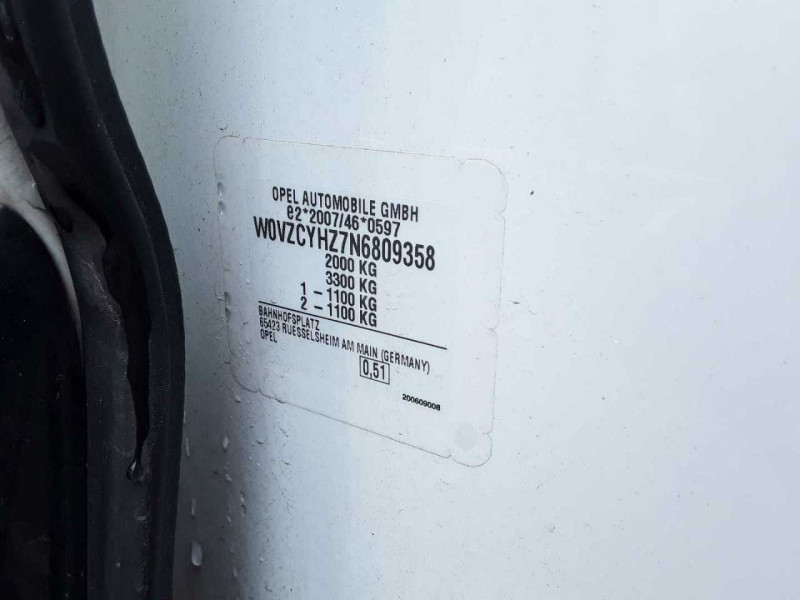 OPEL AUTOMOBILE GMBH
e2*2007/46*0597
W0VZCYHZ7N6809358
2000 KG
3300 KG
1 - 1100 KG
2 - 1100 KG
BAHNHOFSPLATZ
65423 RUESSELSHEIM AM MAIN (GERMANY)
OPEL
0,51
200609008